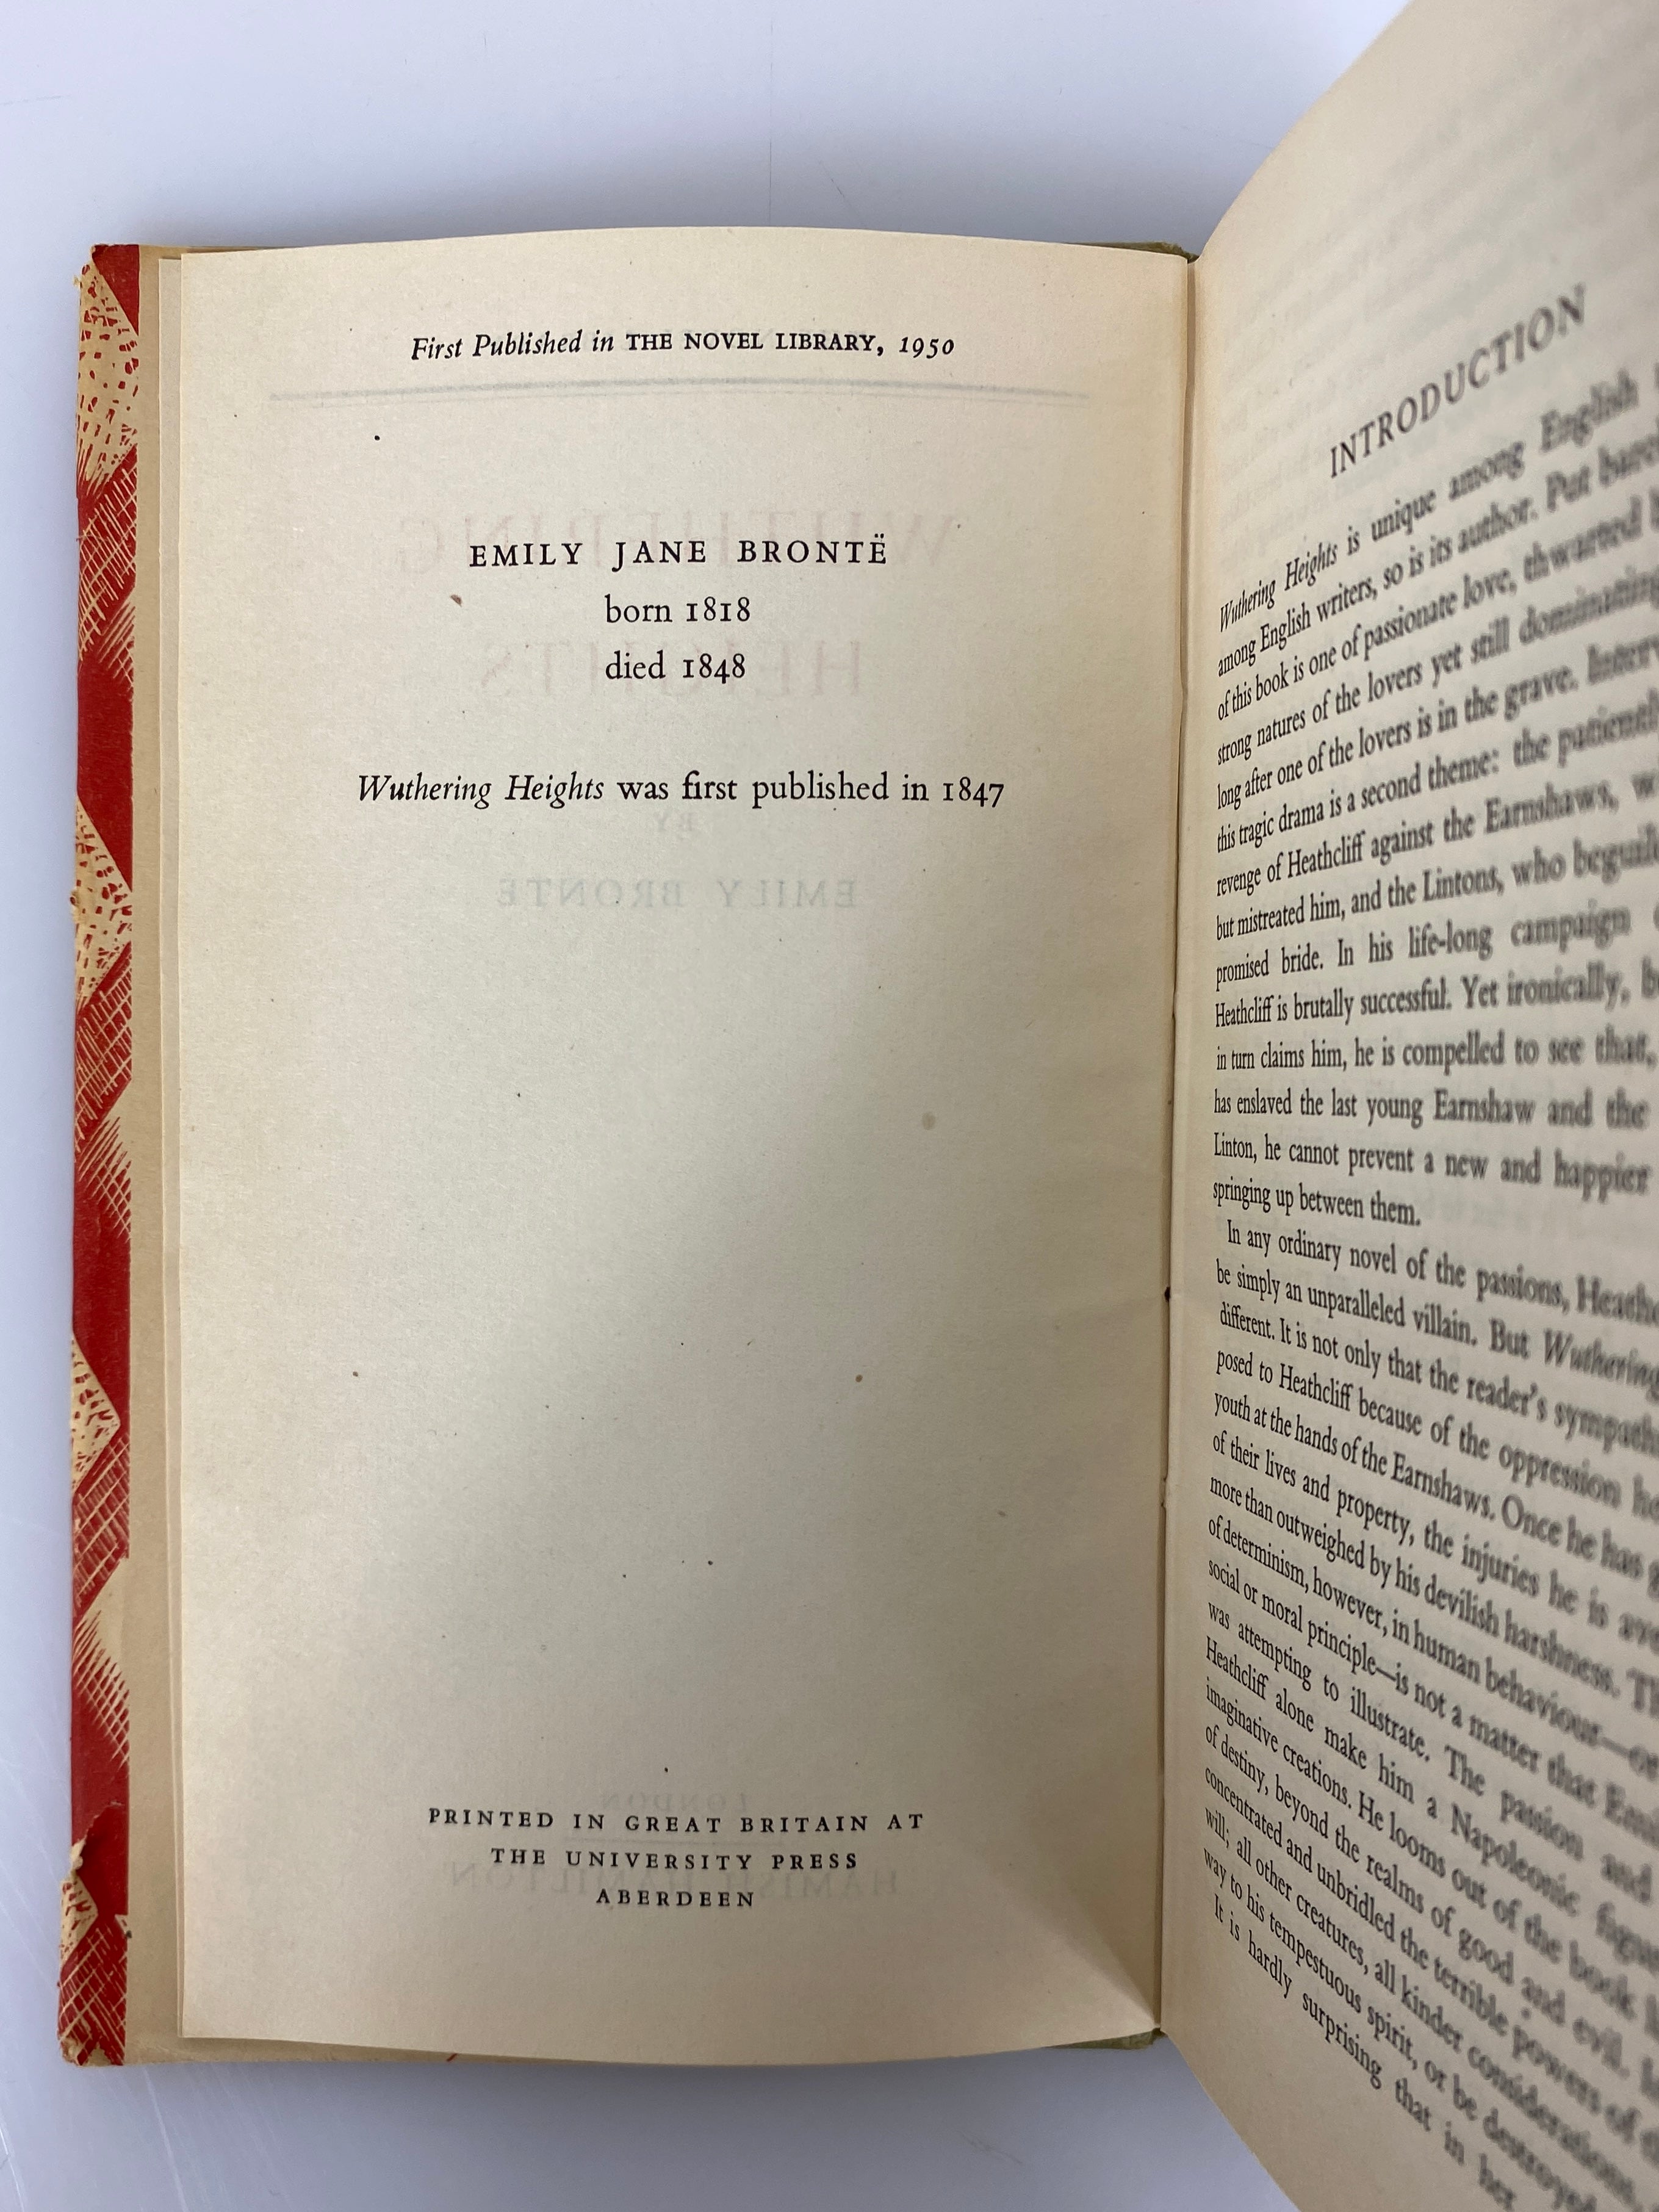 First Published in THE NOVEL LIBRARY, 1950
EMILY JANE BRONTË
born 1818
died 1848
Wuthering Heights was first published in 1847
PRINTED IN GREAT BRITAIN AT
THE UNIVERSITY PRESS
ABERDEEN
INTRODUCTION
Wuthering Heights is unique among English
among English writers, so is its author. Put
of this book is one of passionate love, thwarted
strong natures of the lovers yet still dominating
long after one of the lovers is in the grave.
this tragic drama is a second theme: the
revenge of Heathcliff against the Earnshaws,
but mistreated him, and the Lintons, who
promised bride. In his life-long campaign
Heathcliff is brutally successful. Yet ironically,
in turn claims him, he is compelled to see that,
has enslaved the last young Earnshaw and the
Linton, he cannot prevent a new and happier
springing up between them.
In any ordinary novel of the passions,
be simply an unparalleled villain. But Wuthering
different. It is not only that the reader's
posed to Heathcliff because of the oppression he
youth at the hands of the Earnshaws. Once he has
of their lives and property, the injuries he is
more than outweighed by his devilish harshness.
of determinism, however, in human behaviour—or
social or moral principle—is not a matter that
was attempting to illustrate. The passion and
Heathcliff alone make him a Napoleonic
imaginative creations. He looms out of the book
of destiny, beyond the realms of good and evil.
concentrated and unbridled the terrible powers of
will; all other creatures, all kinder considerations,
way to his tempestuous spirit, or be destroyed
It is hardly surprising that in her